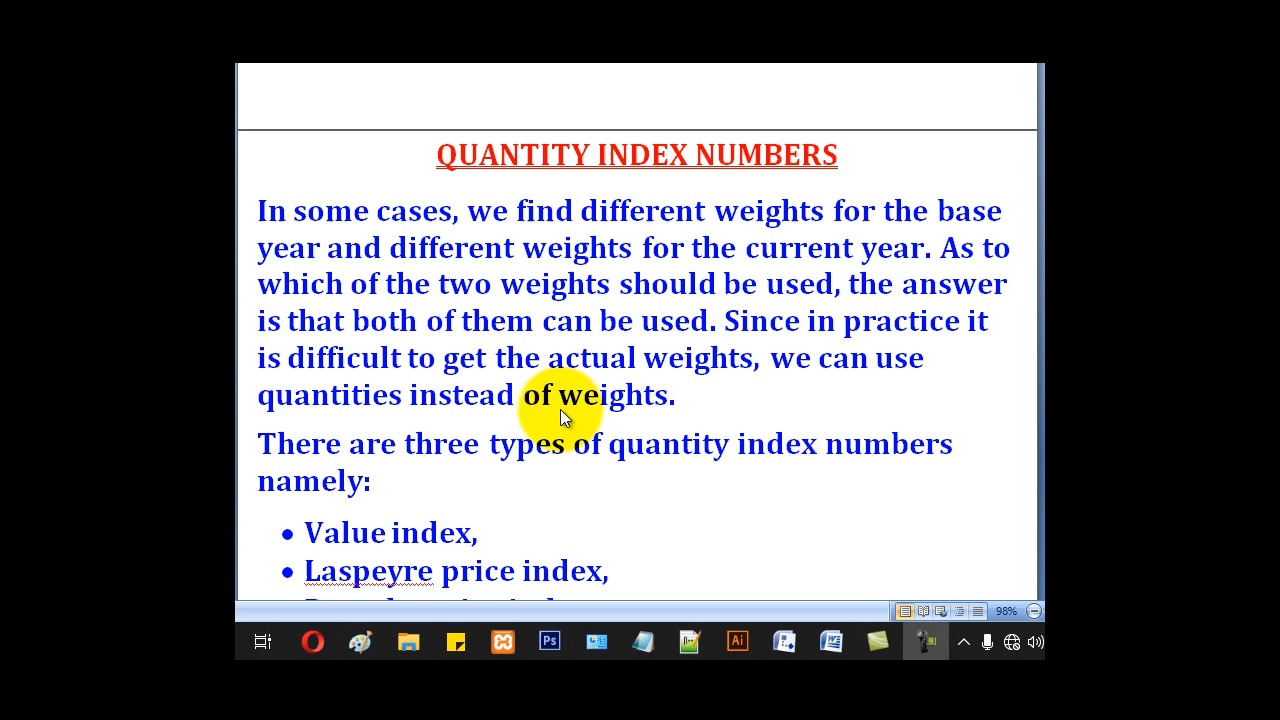 QUANTITY INDEX NUMBERS
In some cases, we find different weights for the base
year and different weights for the current year. As to
which of the two weights should be used, the answer
is that both of them can be used. Since in practice it
is difficult to get the actual weights, we can use
quantities instead of weights.
There are three types of quantity index numbers
namely:
• Value index,
• Laspeyre price index,
98%
Ps
Ai